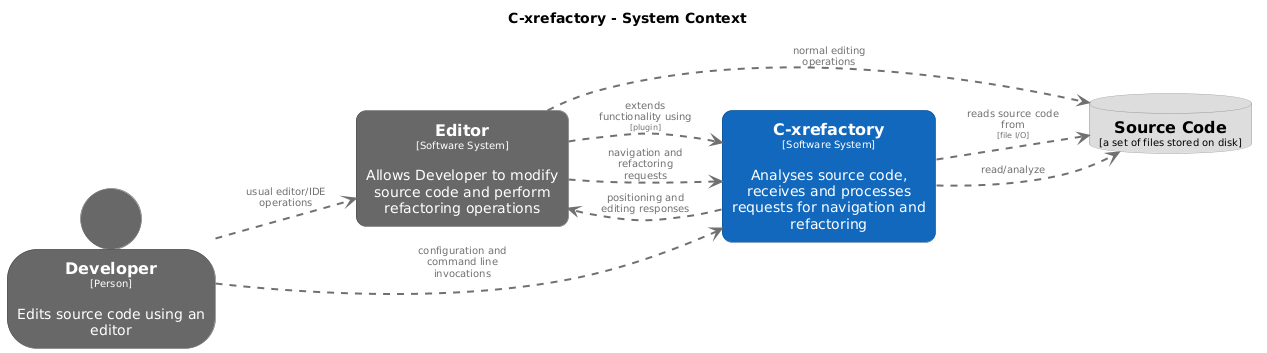 C-xrefactory - System Context
normal editing
operations
extends
functionality using
[plugin]
reads source code
from
[file I/O]
Source Code
[a set of files stored on disk]
Editor
[Software System]
Allows Developer to modify
source code and perform
refactoring operations
C-xrefactory
[Software System]
Analyses source code,
receives and processes
requests for navigation and
refactoring
navigation and
refactoring
requests
read/analyze
usual editor/IDE
operations
positioning and
editing responses
configuration and
command line
invocations
Developer
[Person]
Edits source code using an
editor